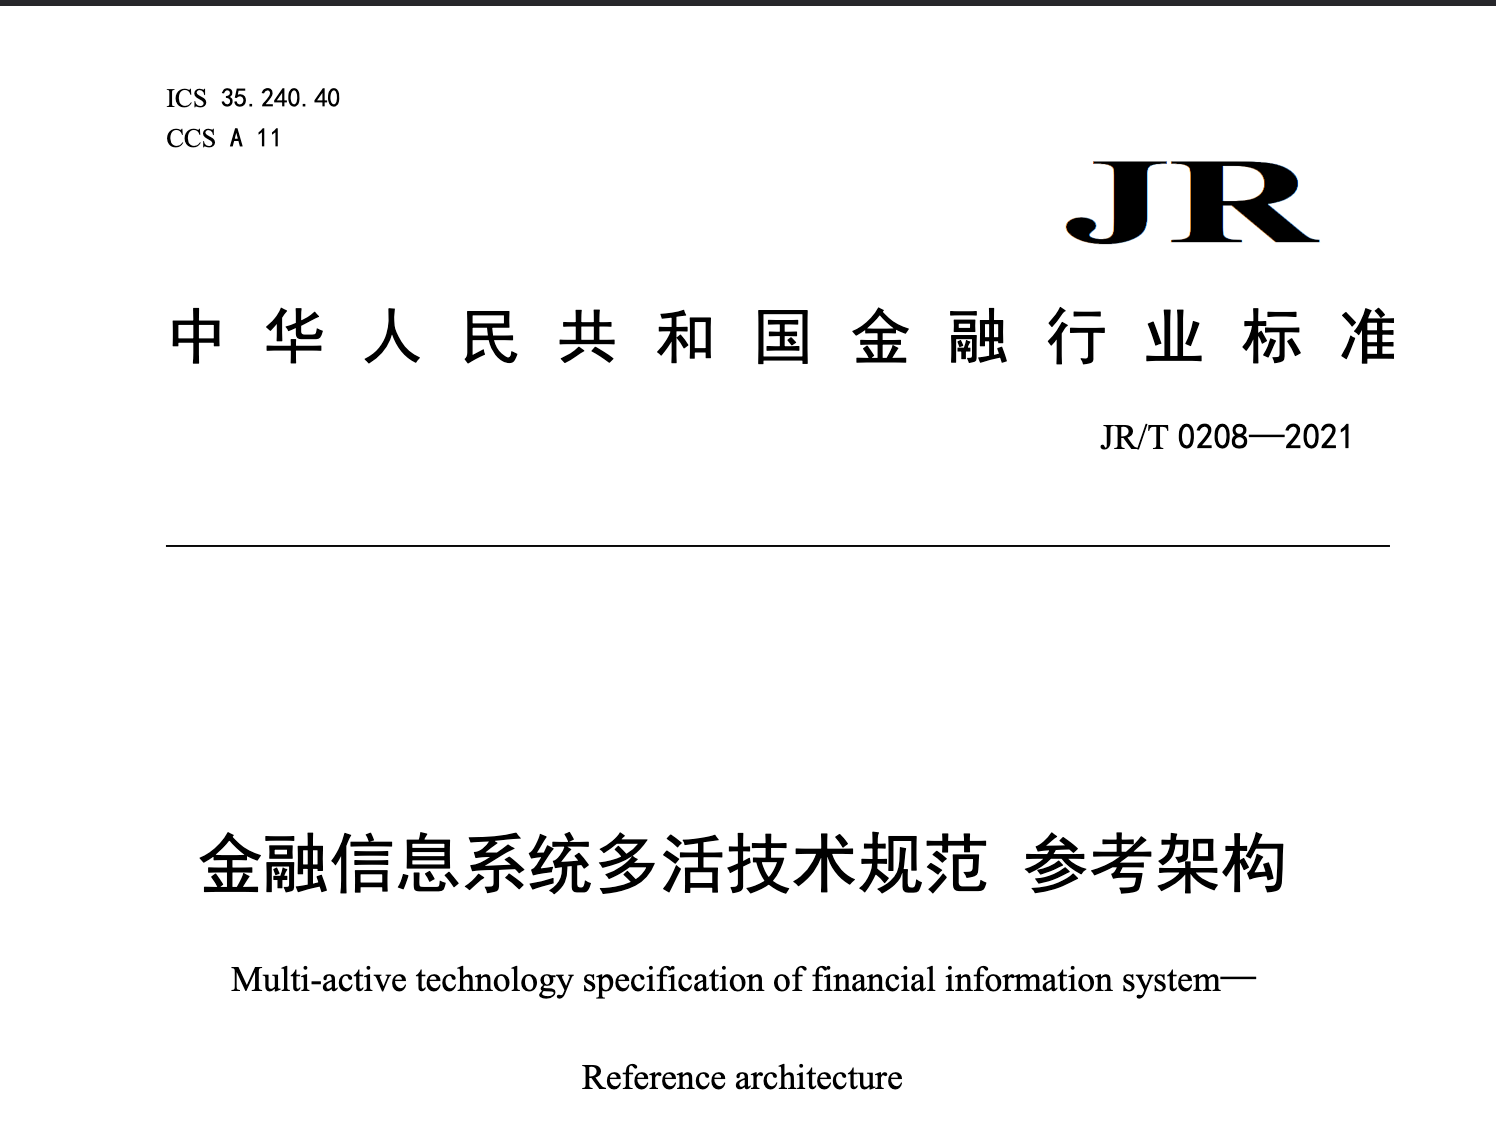 ICS 35.240.40
CCS A 11
JR
中华人民共和国金融行业标准
JR/T 0208—2021
金融信息系统多活技术规范 参考架构
Multi-active technology specification of financial information system—
Reference architecture